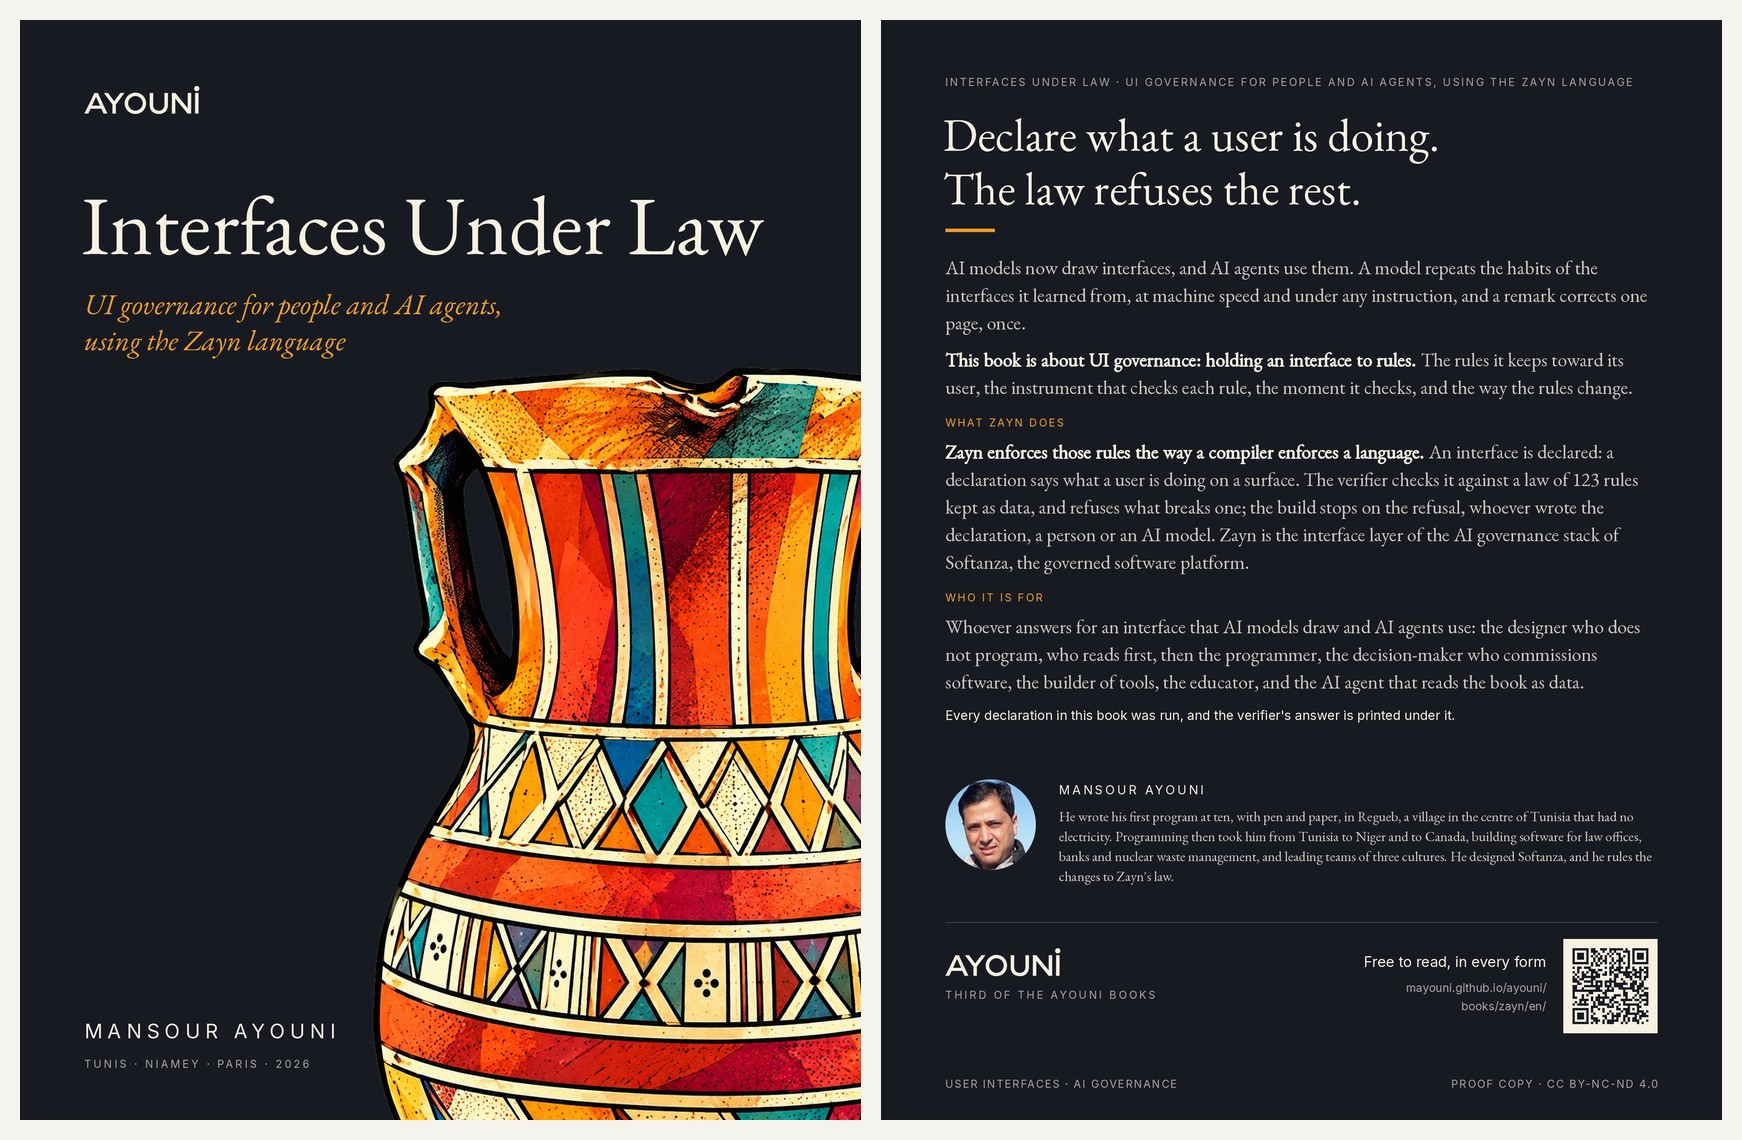 AYOUNi
Interfaces Under Law
UI governance for people and AI agents,
using the Zayn language
MANSOUR AYOUNI
TUNIS · NIAMEY · PARIS · 2026
INTERFACES UNDER LAW · UI GOVERNANCE FOR PEOPLE AND AI AGENTS, USING THE ZAYN LANGUAGE
Declare what a user is doing.
The law refuses the rest.
AI models now draw interfaces, and AI agents use them. A model repeats the habits of the
interfaces it learned from, at machine speed and under any instruction, and a remark corrects one
page, once.
This book is about UI governance: holding an interface to rules. The rules it keeps toward its
user, the instrument that checks each rule, the moment it checks, and the way the rules change.
WHAT ZAYN DOES
Zayn enforces those rules the way a compiler enforces a language. An interface is declared: a
declaration says what a user is doing on a surface. The verifier checks it against a law of 123 rules
kept as data, and refuses what breaks one; the build stops on the refusal, whoever wrote the
declaration, a person or an AI model. Zayn is the interface layer of the AI governance stack of
Softanza, the governed software platform.
WHO IT IS FOR
Whoever answers for an interface that AI models draw and AI agents use: the designer who does
not program, who reads first, then the programmer, the decision-maker who commissions
software, the builder of tools, the educator, and the AI agent that reads the book as data.
Every declaration in this book was run, and the verifier's answer is printed under it.
MANSOUR AYOUNI
He wrote his first program at ten, with pen and paper, in Regueb, a village in the centre of Tunisia that had no
electricity. Programming then took him from Tunisia to Niger and to Canada, building software for law offices,
banks and nuclear waste management, and leading teams of three cultures. He designed Softanza, and he rules the
changes to Zayn's law.
AYOUNi
THIRD OF THE AYOUNI BOOKS
Free to read, in every form
mayouni.github.io/ayouni/
books/zayn/en/
USER INTERFACES · AI GOVERNANCE
PROOF COPY · CC BY-NC-ND 4.0